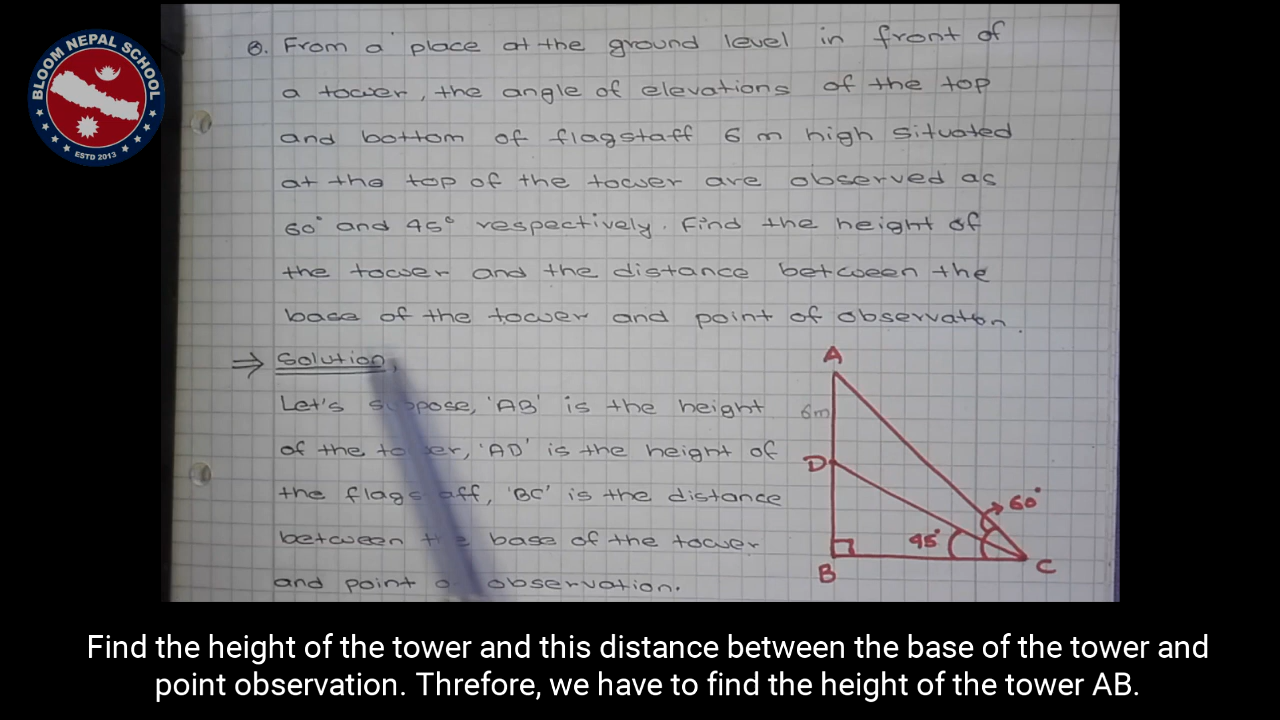 BLOOM NEPAL SCHOOL
ESTD 2013
Q. From a place at the ground level in front of
a tower, the angle of elevations of the top
and bottom of flagstaff 6 m high situated
at the top of the tower are observed as
60° and 45° respectively. Find the height of
the tower and the distance between the
base of the tower and point of observaton.
⇒ Solution,
Let's suppose, 'AB' is the height
of the tower, 'AD' is the height of
the flagstaff, 'BC' is the distance
between the base of the tower
and point of observation.
A
6m
D
60°
45°
B
C
Find the height of the tower and this distance between the base of the tower and
point observation. Threfore, we have to find the height of the tower AB.